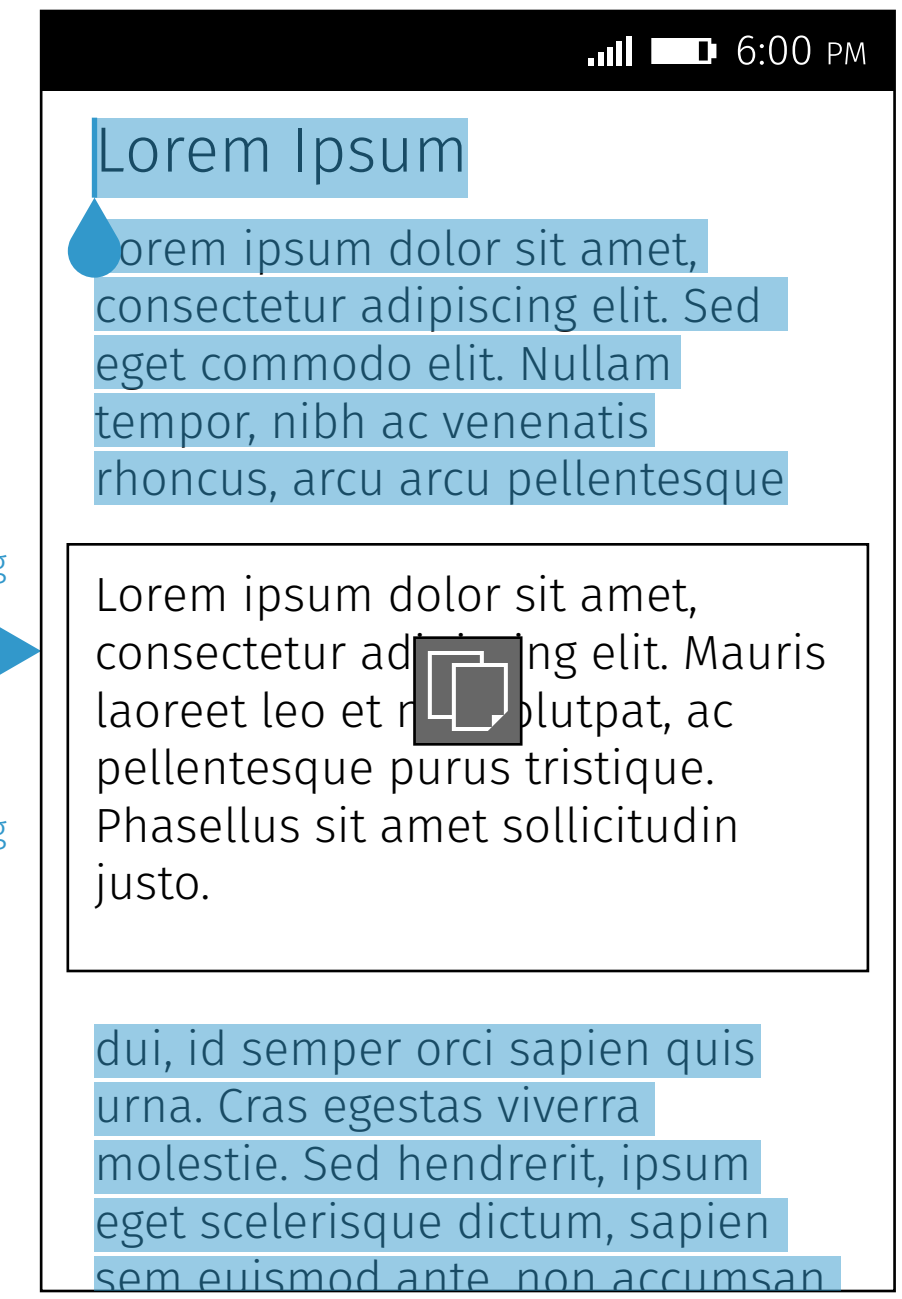 6:00 PM
Lorem Ipsum
orem ipsum dolor sit amet,
consectetur adipiscing elit. Sed
eget commodo elit. Nullam
tempor, nibh ac venenatis
rhoncus, arcu arcu pellentesque
Lorem ipsum dolor sit amet,
consectetur elit. Mauris
laoreet leo et ac
pellentesque purus tristique.
Phasellus sit amet sollicitudin
justo.
dui, id semper orci sapien quis
urna. Cras egestas viverra
molestie. Sed hendrerit, ipsum
eget scelerisque dictum, sapien
sem euismod ante, non accumsan